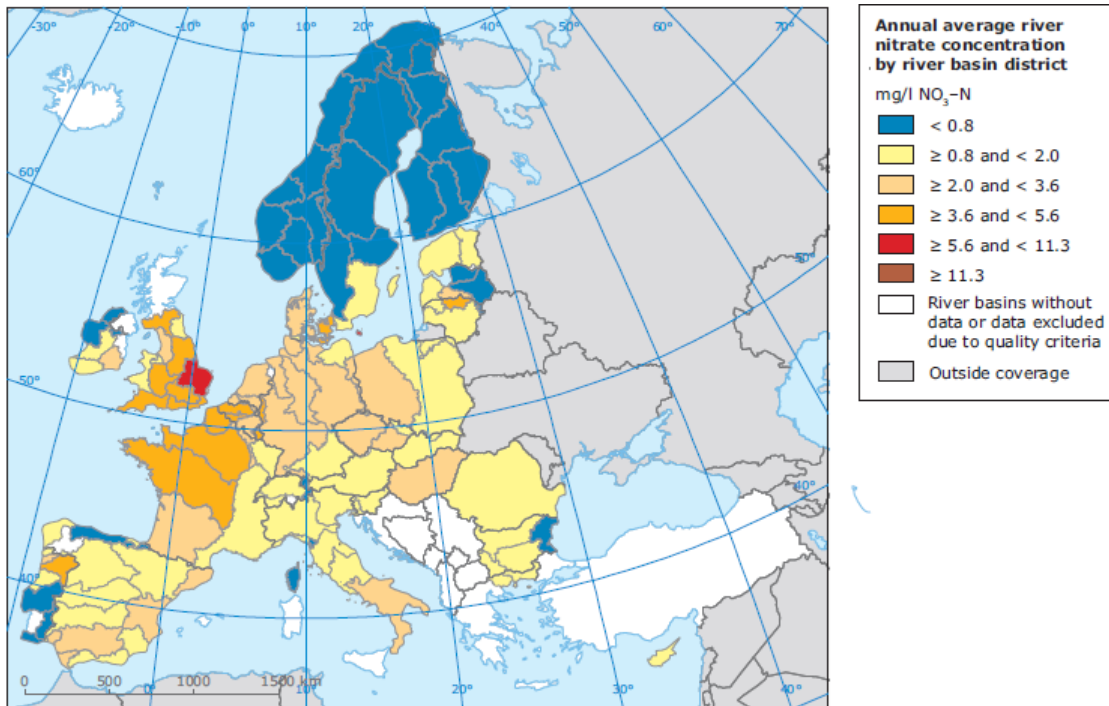 -30° -20° -10° 0° 10° 20° 30° 40° 50° 60° 70°
60°
50°
50°
40°
40°
0 500 1000 1500 km
0° 10° 20° 30° 40°
Annual average river
nitrate concentration
by river basin district
mg/l NO₃–N
< 0.8
≥ 0.8 and < 2.0
≥ 2.0 and < 3.6
≥ 3.6 and < 5.6
≥ 5.6 and < 11.3
≥ 11.3
River basins without
data or data excluded
due to quality criteria
Outside coverage